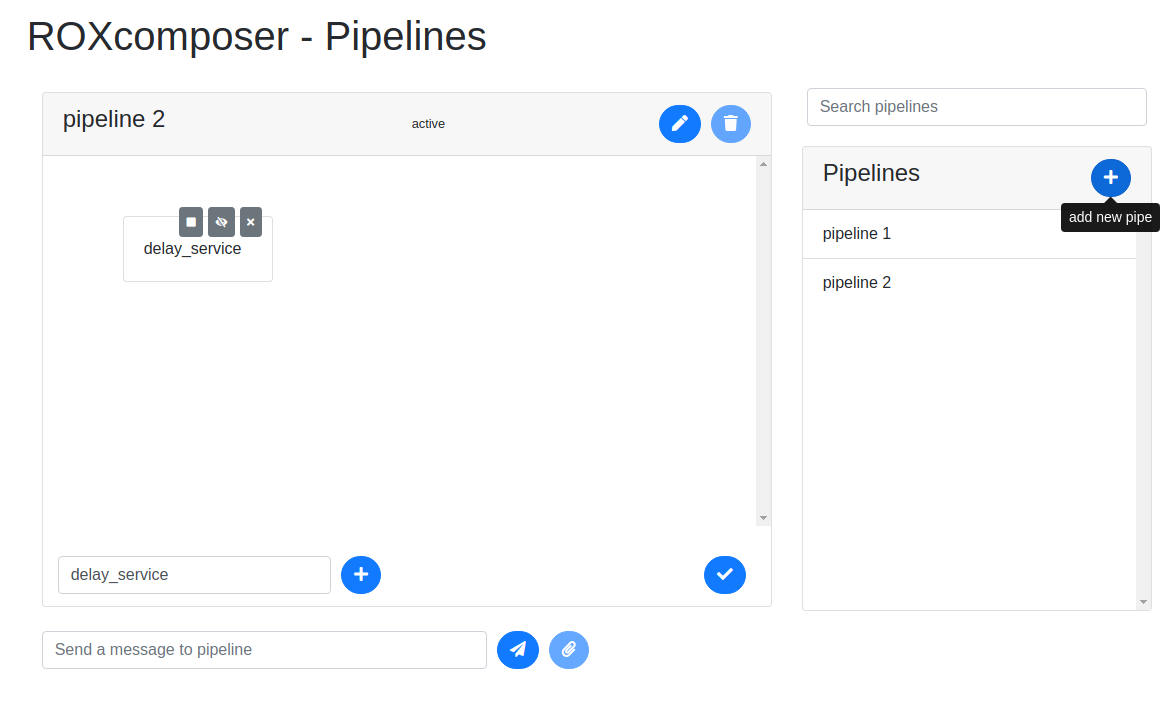 ROXcomposer - Pipelines
pipeline 2
active
delay_service
delay_service
Send a message to pipeline
Search pipelines
Pipelines
add new pipe
pipeline 1
pipeline 2